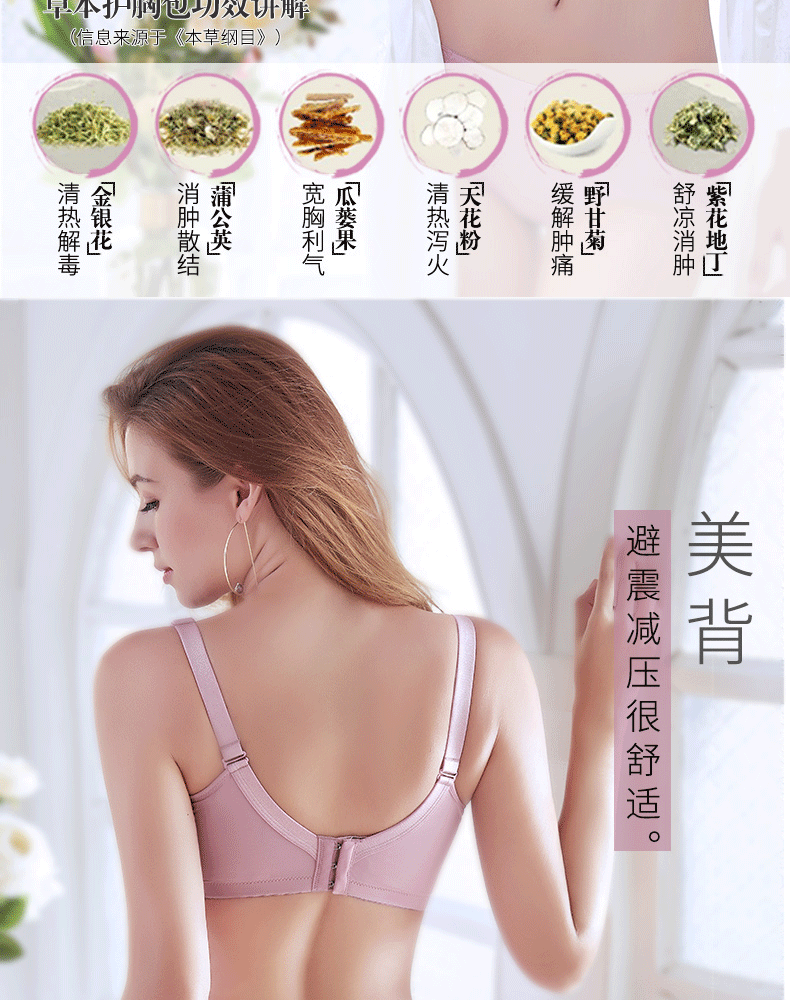 草本护胸包功效讲解
（信息来源于《本草纲目》）
「金银花」
清热解毒
「蒲公英」
消肿散结
「瓜蒌果」
宽胸利气
「天花粉」
清热泻火
「野甘菊」
缓解肿痛
「紫花地丁」
舒凉消肿
美背
避震减压很舒适。